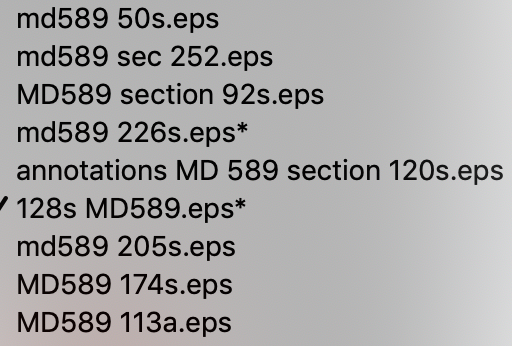 md589 50s.eps
md589 sec 252.eps
MD589 section 92s.eps
md589 226s.eps*
annotations MD 589 section 120s.eps
✓ 128s MD589.eps*
md589 205s.eps
MD589 174s.eps
MD589 113a.eps